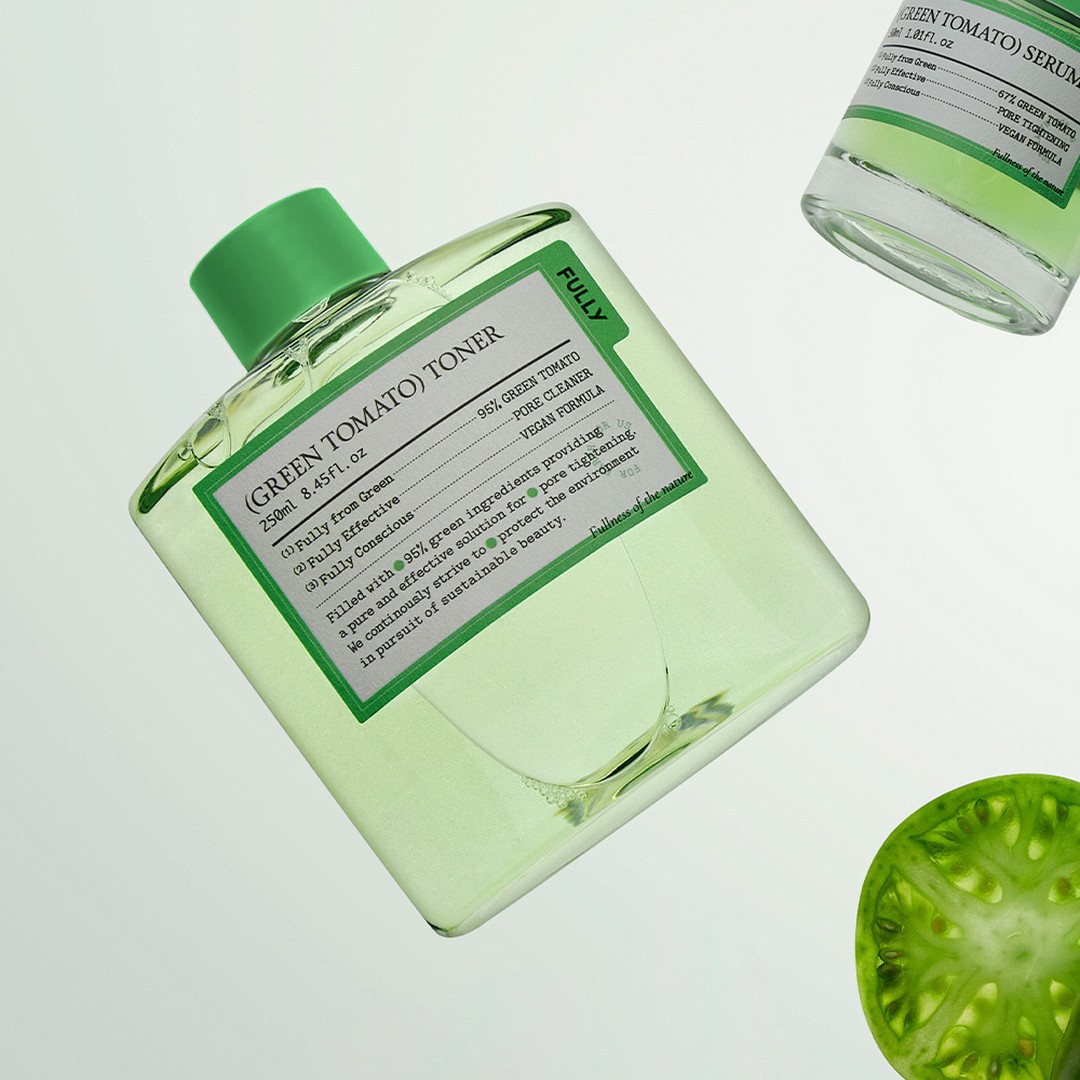 FULLY
(GREEN TOMATO) TONER
250ml 8.45fl.oz
(1) Fully from Green 95% GREEN TOMATO
(2) Fully Effective PORE CLEANER
(3) Fully Conscious VEGAN FORMULA
Filled with ●95% green ingredients providing
a pure and effective solution for ●pore tightening.
We continously strive to ●protect the environment
in pursuit of sustainable beauty.
Fullness of the nature
(GREEN TOMATO) SERUM
1.01fl.oz
Fully from Green 67% GREEN TOMATO
Fully Effective PORE TIGHTENING
Fully Conscious VEGAN FORMULA
Fullness of the nature